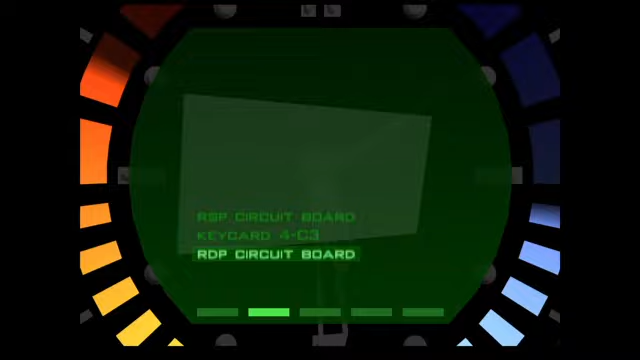 RSP CIRCUIT BOARD
KEYCARD 4-C3
RDP CIRCUIT BOARD